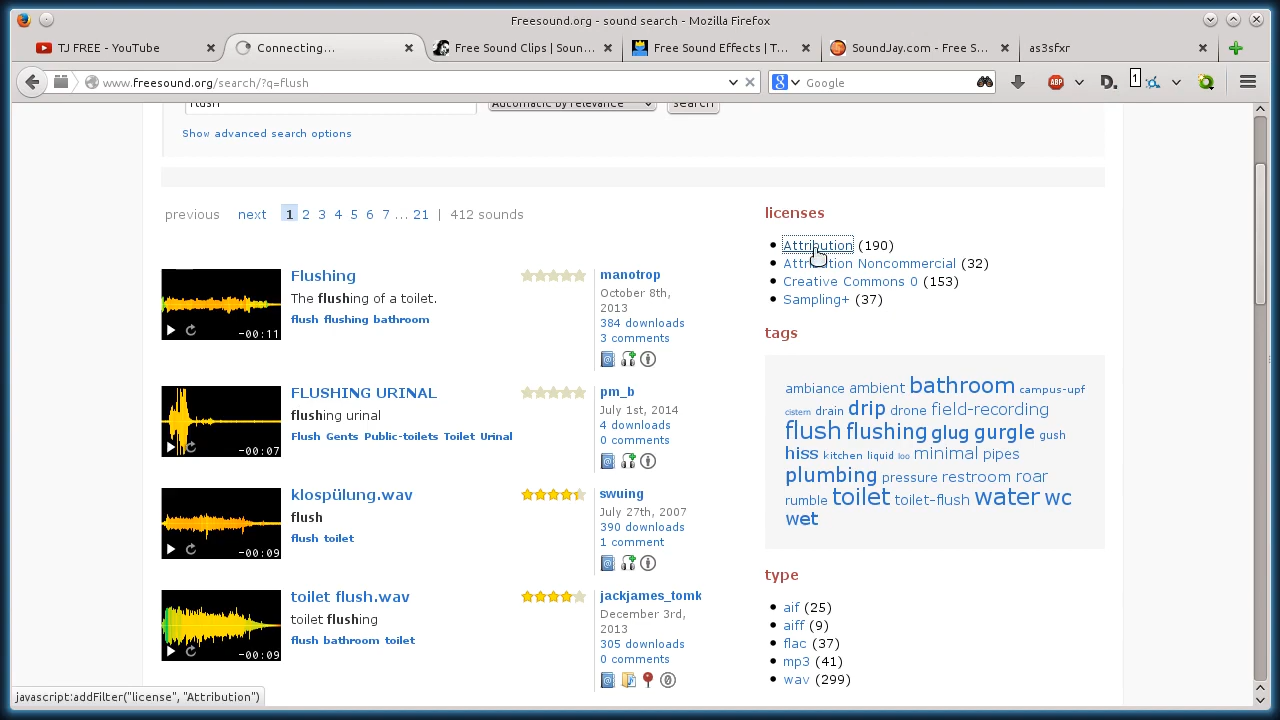 Freesound.org - sound search - Mozilla Firefox
TJ FREE - YouTube
Connecting...
Free Sound Clips | Soun...
Free Sound Effects | T...
SoundJay.com - Free S...
as3sfxr
www.freesound.org/search/?q=flush
Google
ABP
D.
1
flush
Automatic by relevance
search
Show advanced search options
previous next 1 2 3 4 5 6 7 ... 21 | 412 sounds
Flushing
The flushing of a toilet.
flush flushing bathroom
-00:11
manotrop
October 8th,
2013
384 downloads
3 comments
FLUSHING URINAL
flushing urinal
Flush Gents Public-toilets Toilet Urinal
-00:07
pm_b
July 1st, 2014
4 downloads
0 comments
klospülung.wav
flush
flush toilet
-00:09
swuing
July 27th, 2007
390 downloads
1 comment
toilet flush.wav
toilet flushing
flush bathroom toilet
-00:09
jackjames_tomk
December 3rd,
2013
305 downloads
0 comments
licenses
Attribution (190)
Attribution Noncommercial (32)
Creative Commons 0 (153)
Sampling+ (37)
tags
ambiance ambient bathroom campus-upf
cistern drain drip drone field-recording
flush flushing glug gurgle gush
hiss kitchen liquid loo minimal pipes
plumbing pressure restroom roar
rumble toilet toilet-flush water wc
wet
type
aif (25)
aiff (9)
flac (37)
mp3 (41)
wav (299)
javascript:addFilter("license", "Attribution")